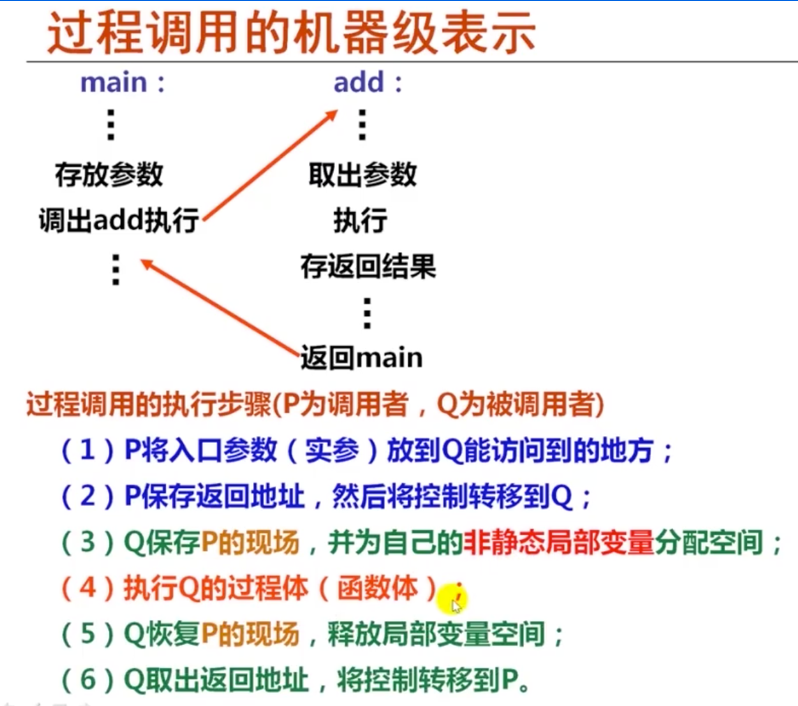 过程调用的机器级表示
main：
存放参数
调出add执行
add：
取出参数
执行
存返回结果
返回main
过程调用的执行步骤(P为调用者，Q为被调用者)
（1）P将入口参数（实参）放到Q能访问到的地方；
（2）P保存返回地址，然后将控制转移到Q；
（3）Q保存P的现场，并为自己的非静态局部变量分配空间；
（4）执行Q的过程体（函数体）；
（5）Q恢复P的现场，释放局部变量空间；
（6）Q取出返回地址，将控制转移到P。